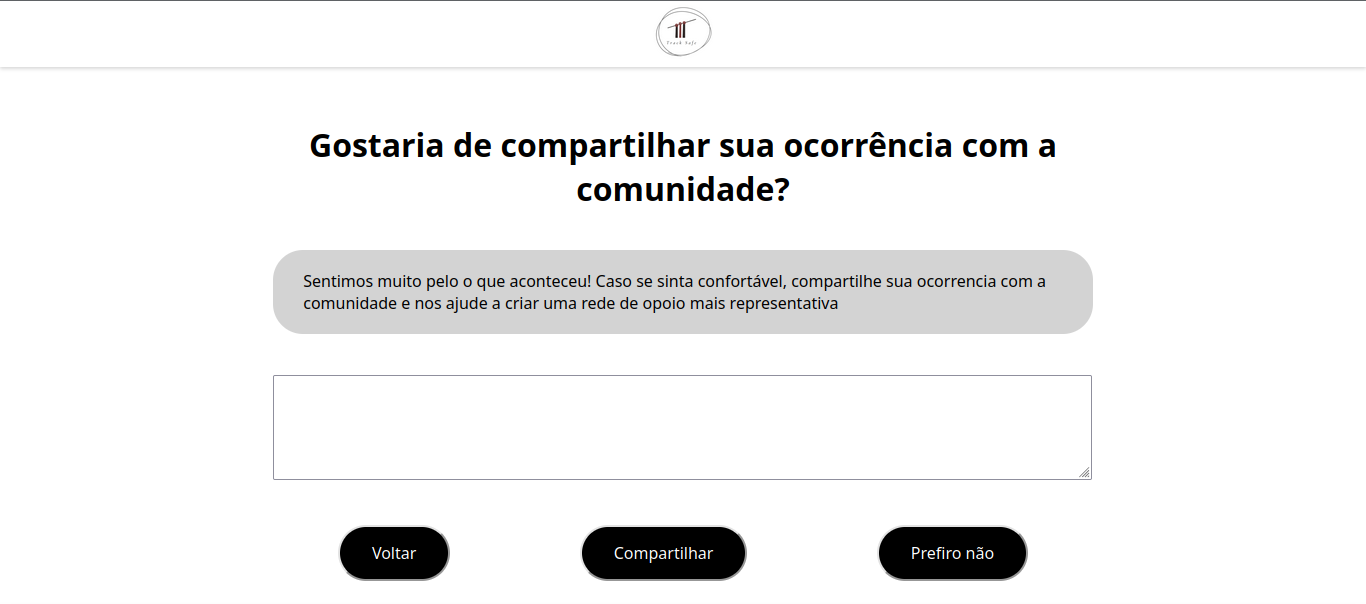 Track Safe
Gostaria de compartilhar sua ocorrência com a
comunidade?
Sentimos muito pelo o que aconteceu! Caso se sinta confortável, compartilhe sua ocorrencia com a
comunidade e nos ajude a criar uma rede de opoio mais representativa
Voltar
Compartilhar
Prefiro não